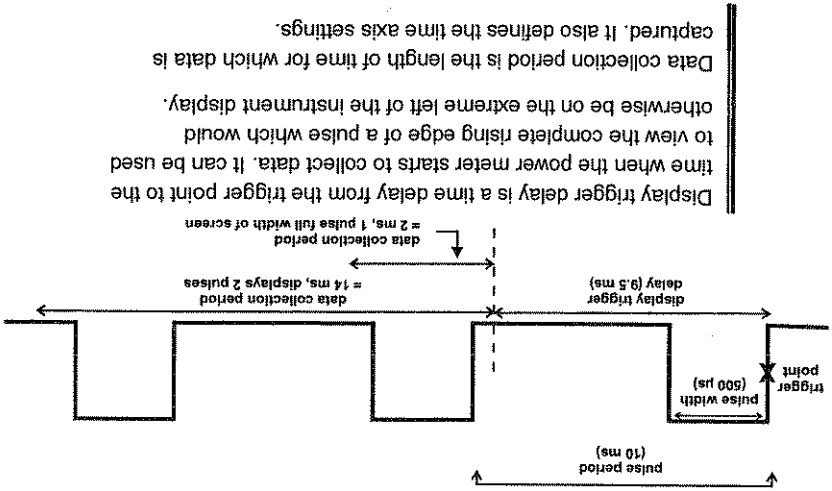 pulse period
(10 ms)
trigger
point
pulse width
(500 µs)
display trigger
delay (9.5 ms)
data collection period
= 14 ms, displays 2 pulses
data collection period
= 2 ms, 1 pulse full width of screen
Display trigger delay is a time delay from the trigger point to the
time when the power meter starts to collect data. It can be used
to view the complete rising edge of a pulse which would
otherwise be on the extreme left of the instrument display.
Data collection period is the length of time for which data is
captured. It also defines the time axis settings.